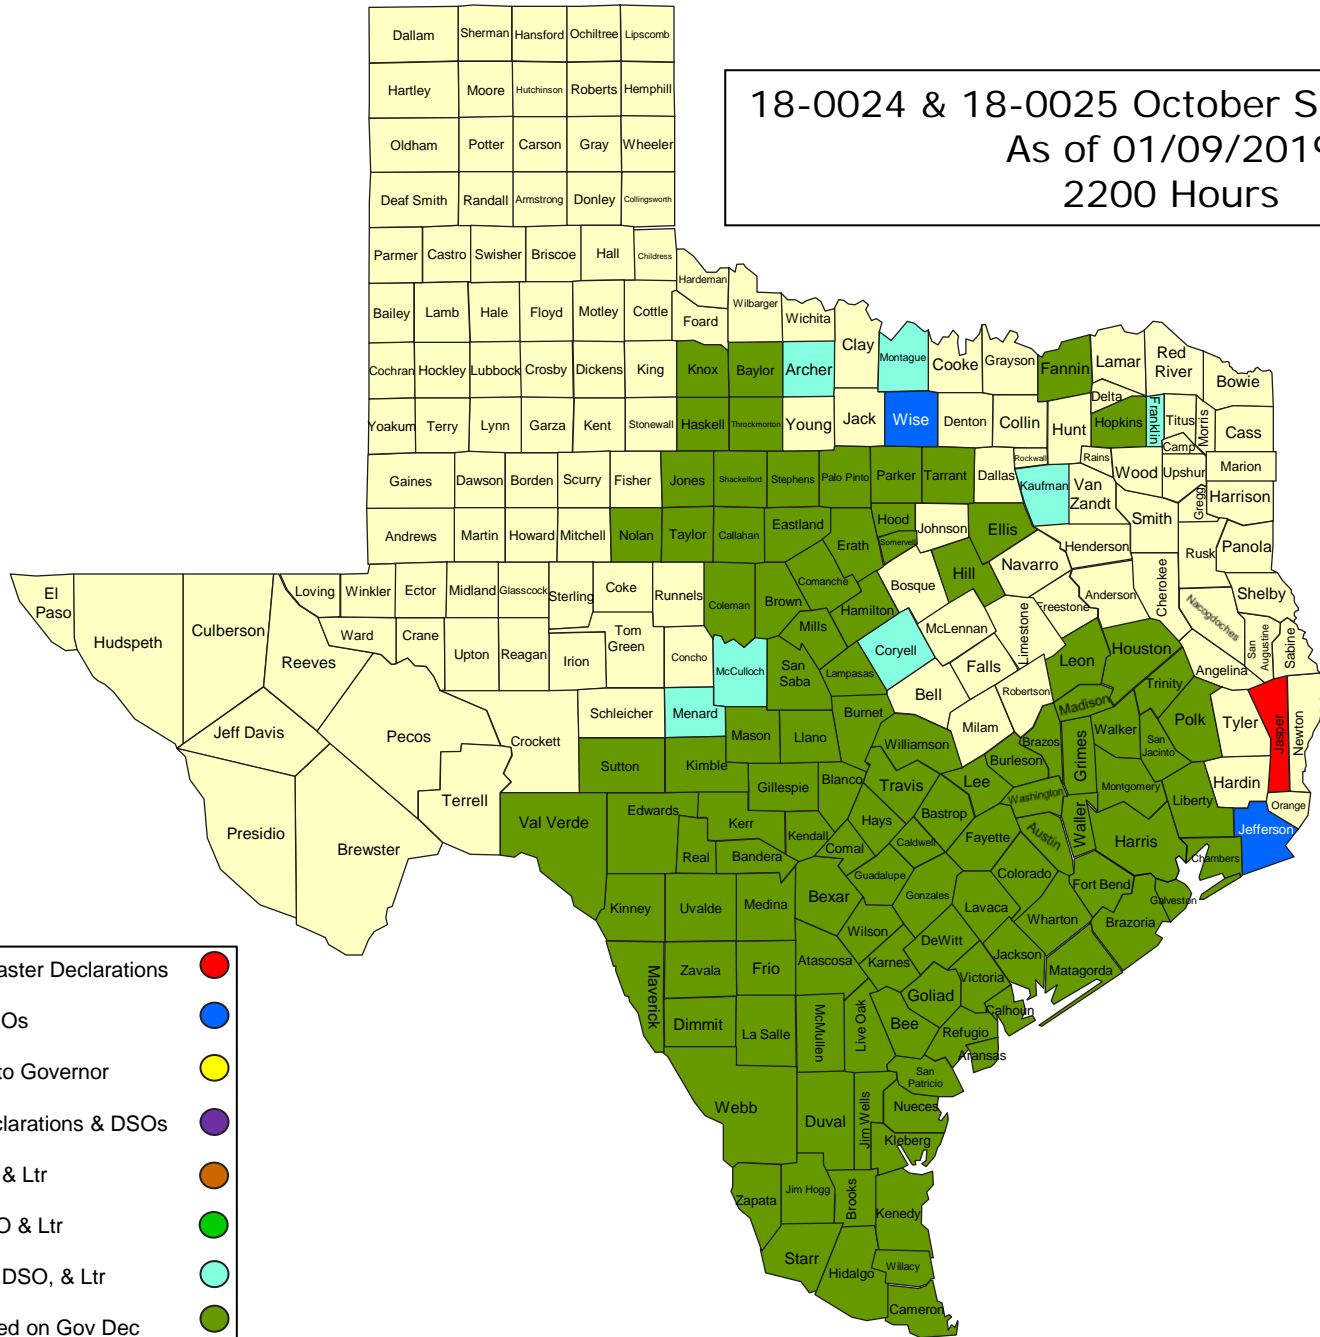 Dallam Sherman Hansford Ochiltree Lipscomb
Hartley Moore Hutchinson Roberts Hemphill
18-0024 & 18-0025 October S
As of 01/09/2019
2200 Hours
Oldham Potter Carson Gray Wheeler
Deaf Smith Randall Armstrong Donley Collingsworth
Parmer Castro Swisher Briscoe Hall Childress
Hardeman
Wilbarger
Bailey Lamb Hale Floyd Motley Cottle Foard Wichita
Clay Montague Cooke Grayson Fannin Lamar Red River Bowie
Cochran Hockley Lubbock Crosby Dickens King Knox Baylor Archer
Delta
Yoakum Terry Lynn Garza Kent Stonewall Haskell Throckmorton Young Jack Wise Denton Collin Hunt Hopkins Franklin Titus Morris Cass
Camp
Rockwall Rains
Gaines Dawson Borden Scurry Fisher Jones Shackelford Stephens Palo Pinto Parker Tarrant Dallas Kaufman Van Zandt Wood Upshur Marion
Gregg Harrison
Andrews Martin Howard Mitchell Nolan Taylor Callahan Eastland Erath Hood Somervell Johnson Ellis Henderson Smith Rusk Panola
El Paso Hudspeth Culberson Reeves Loving Winkler Ector Midland Glasscock Sterling Coke Runnels Coleman Brown Comanche Hamilton Bosque Hill Navarro Freestone Anderson Cherokee Nacogdoches Shelby
Ward Crane Upton Reagan Irion Tom Green Concho McCulloch San Saba Mills Lampasas Coryell McLennan Falls Limestone Leon Houston Angelina San Augustine Sabine
Jeff Davis Pecos Crockett Schleicher Menard Mason Llano Burnet Bell Milam Robertson Madison Trinity Polk Tyler Jasper Newton
Presidio Brewster Terrell Val Verde Sutton Kimble Gillespie Blanco Williamson Travis Lee Burleson Brazos Grimes Walker San Jacinto Hardin
Edwards Kerr Kendall Hays Comal Caldwell Bastrop Fayette Washington Austin Waller Montgomery Liberty Orange Jefferson
Real Bandera Guadalupe Gonzales Colorado Harris Chambers
Kinney Uvalde Medina Bexar Wilson Lavaca Wharton Fort Bend Brazoria Galveston
Maverick Zavala Frio Atascosa Karnes DeWitt Jackson Matagorda
Dimmit La Salle McMullen Live Oak Bee Goliad Victoria Calhoun
Refugio Aransas
San Patricio
Webb Duval Jim Wells Nueces
Kleberg
Zapata Jim Hogg Brooks Kenedy
Starr Hidalgo Willacy
Cameron
aster Declarations
Os
to Governor
clarations & DSOs
& Ltr
O & Ltr
DSO, & Ltr
ed on Gov Dec